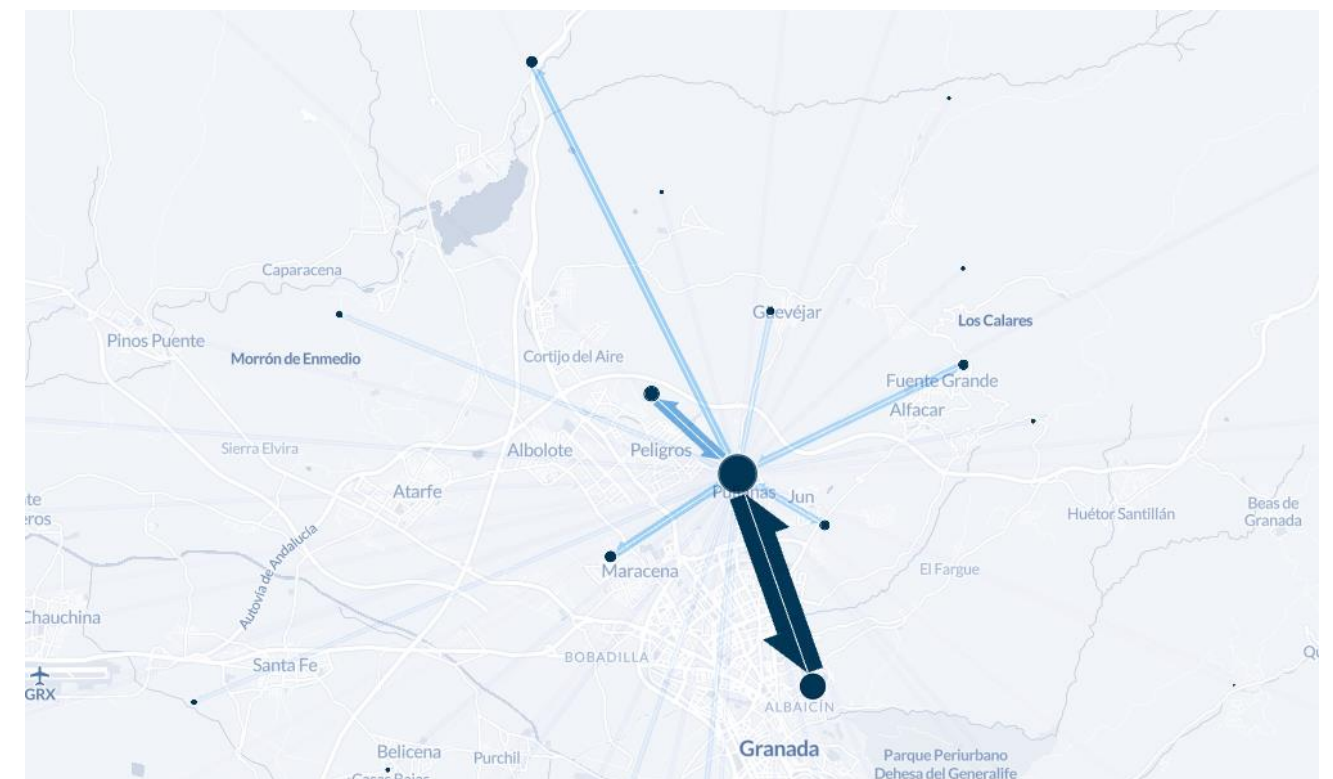 Caparacena
Guevéjar
Los Calares
Pinos Puente
Morrón de Enmedio
Cortijo del Aire
Fuente Grande
Alfacar
Sierra Elvira
Albolote
Peligros
Atarfe
Pulianas
Jun
Huétor Santillán
Beas de
Granada
Autovía de Andalucía
Maracena
El Fargue
Chauchina
BOBADILLA
Santa Fe
GRX
ALBAICÍN
Belicena
Purchil
Granada
Parque Periurbano
Dehesa del Generalife